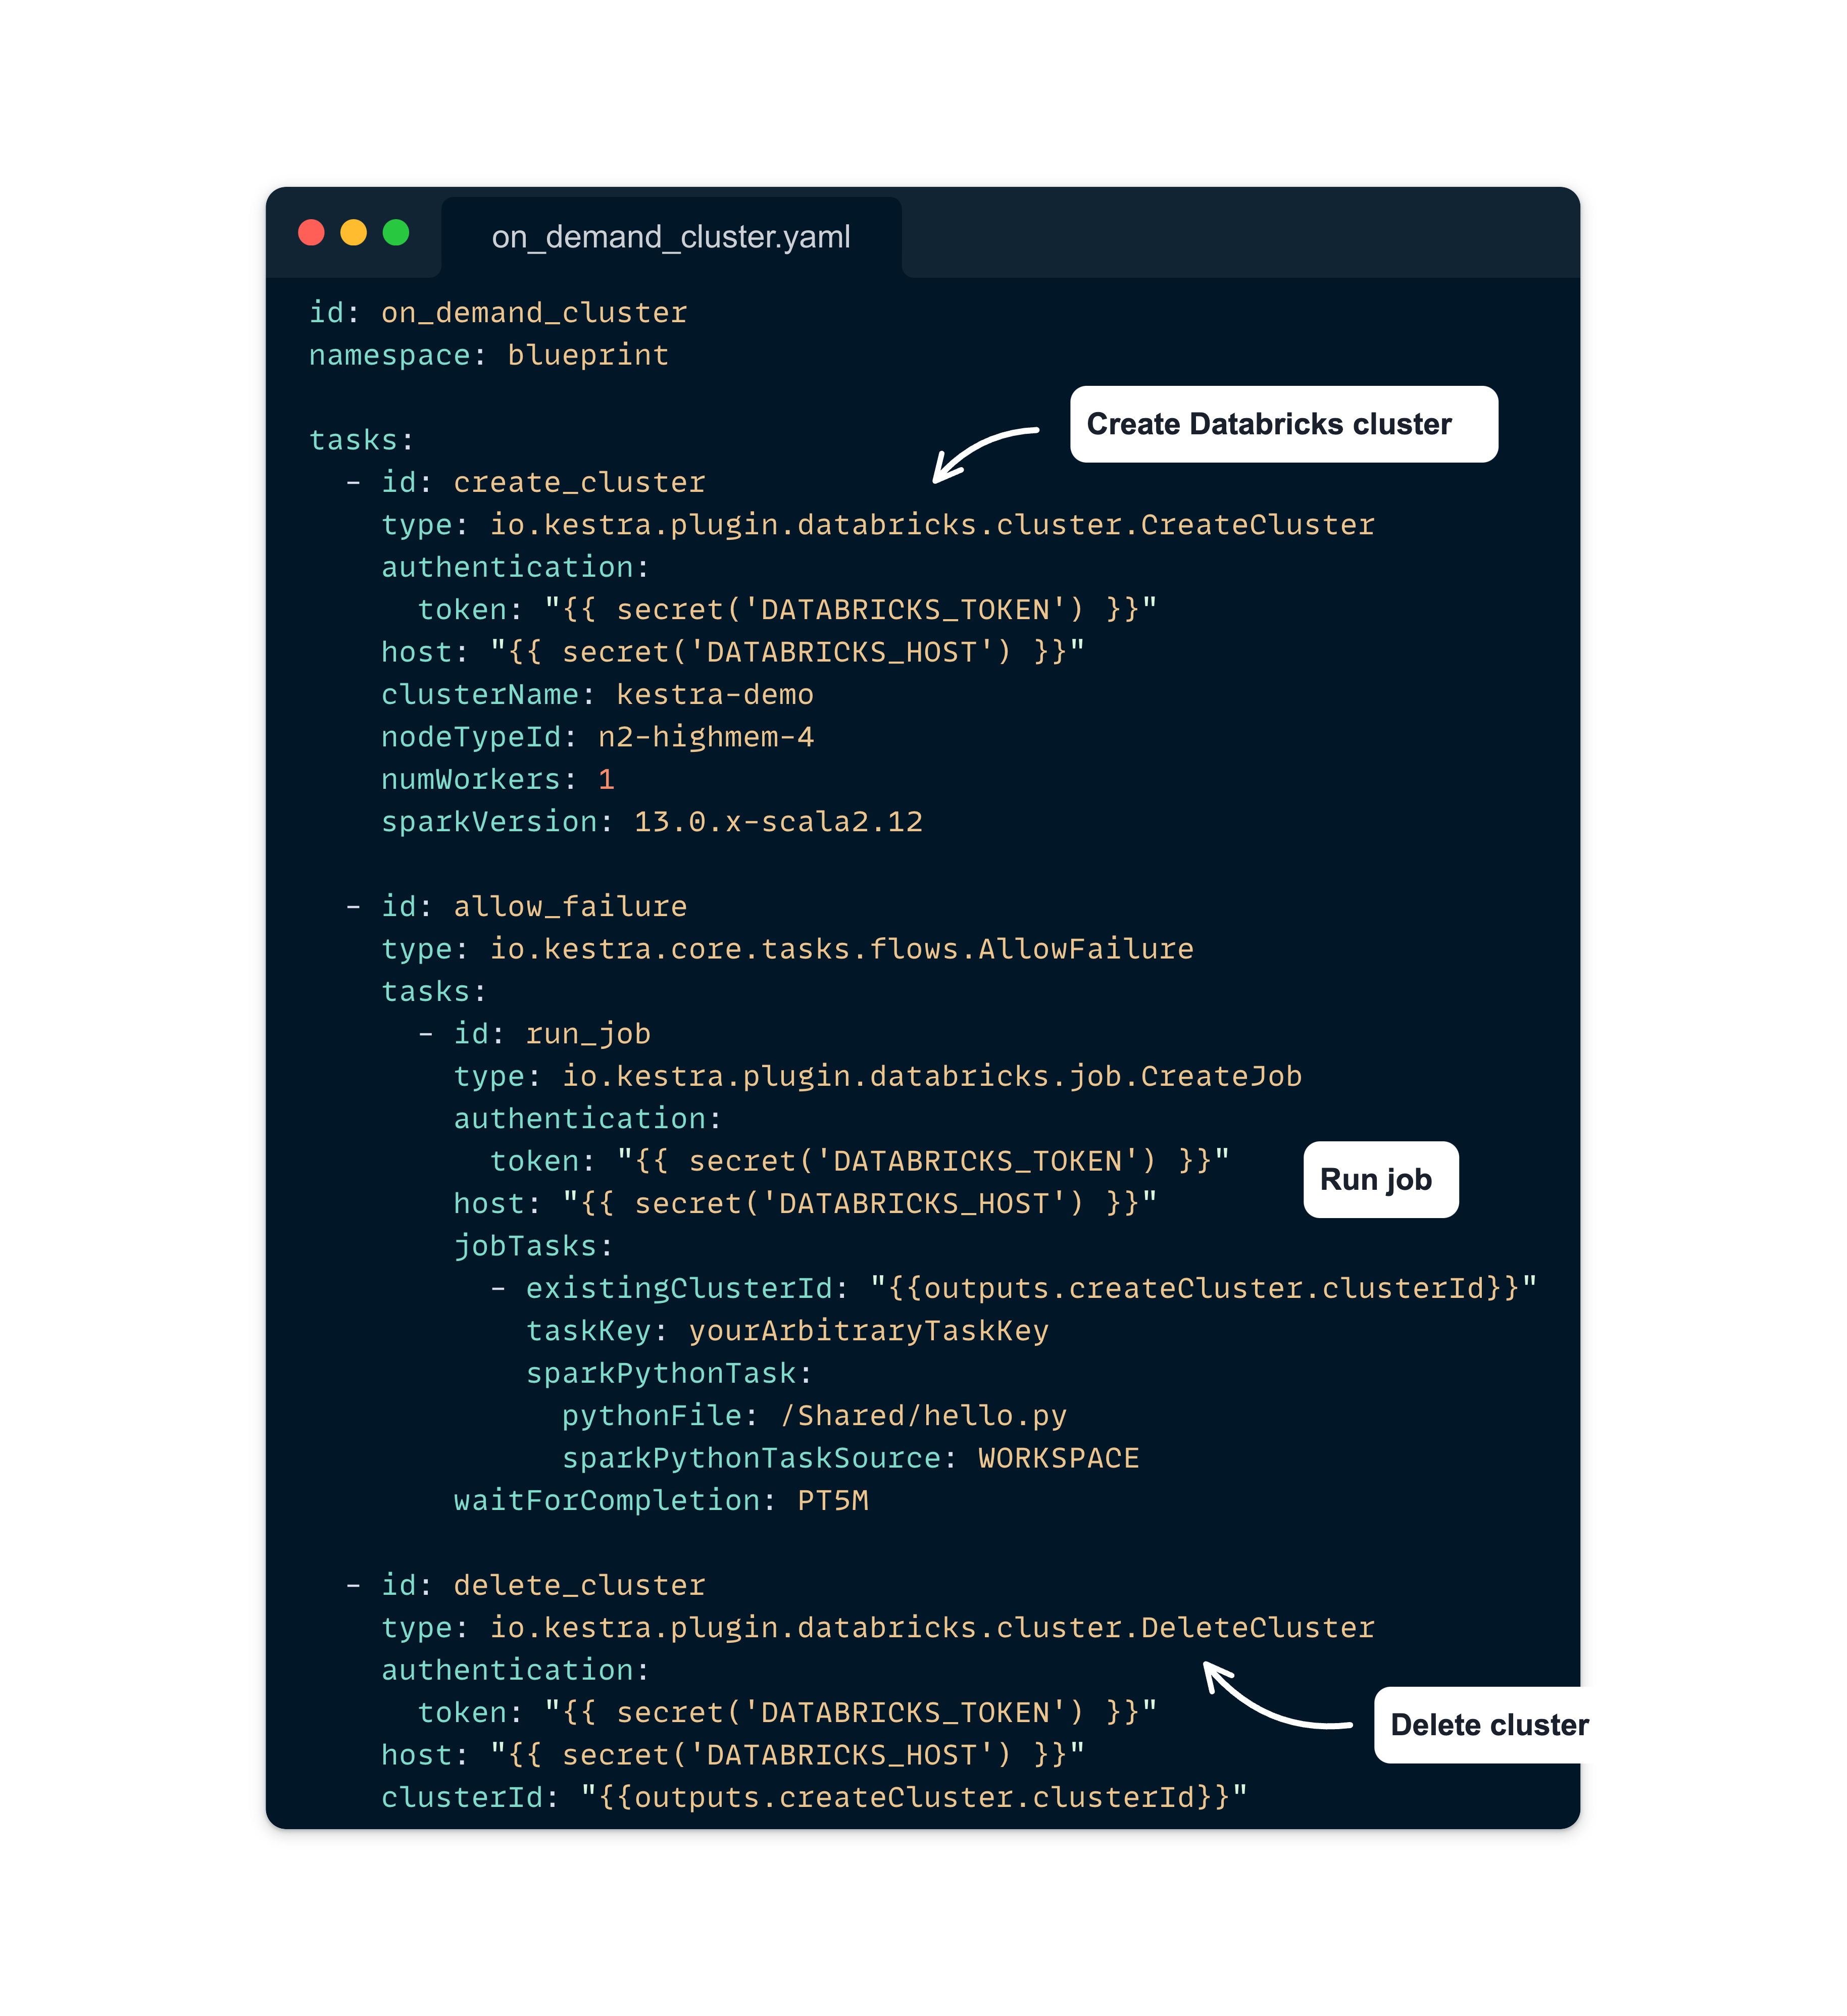 on_demand_cluster.yaml
id: on_demand_cluster
namespace: blueprint
Create Databricks cluster
tasks:
  - id: create_cluster
    type: io.kestra.plugin.databricks.cluster.CreateCluster
    authentication:
      token: "{{ secret('DATABRICKS_TOKEN') }}"
    host: "{{ secret('DATABRICKS_HOST') }}"
    clusterName: kestra-demo
    nodeTypeId: n2-highmem-4
    numWorkers: 1
    sparkVersion: 13.0.x-scala2.12
  - id: allow_failure
    type: io.kestra.core.tasks.flows.AllowFailure
    tasks:
      - id: run_job
        type: io.kestra.plugin.databricks.job.CreateJob
        authentication:
          token: "{{ secret('DATABRICKS_TOKEN') }}"
Run job
        host: "{{ secret('DATABRICKS_HOST') }}"
        jobTasks:
          - existingClusterId: "{{outputs.createCluster.clusterId}}"
            taskKey: yourArbitraryTaskKey
            sparkPythonTask:
              pythonFile: /Shared/hello.py
              sparkPythonTaskSource: WORKSPACE
        waitForCompletion: PT5M
  - id: delete_cluster
    type: io.kestra.plugin.databricks.cluster.DeleteCluster
    authentication:
      token: "{{ secret('DATABRICKS_TOKEN') }}"
Delete cluster
    host: "{{ secret('DATABRICKS_HOST') }}"
    clusterId: "{{outputs.createCluster.clusterId}}"